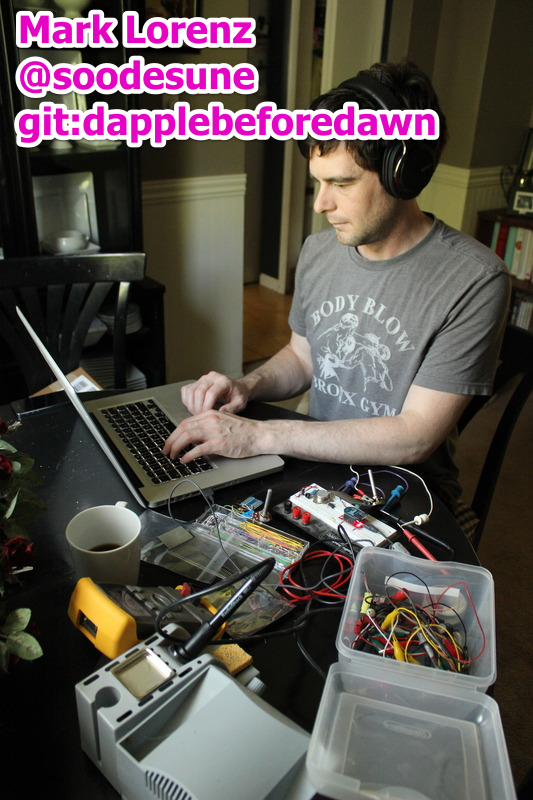 Mark Lorenz
@soodesune
git:dapplebeforedawn
BODY BLOW
BRONX GYM